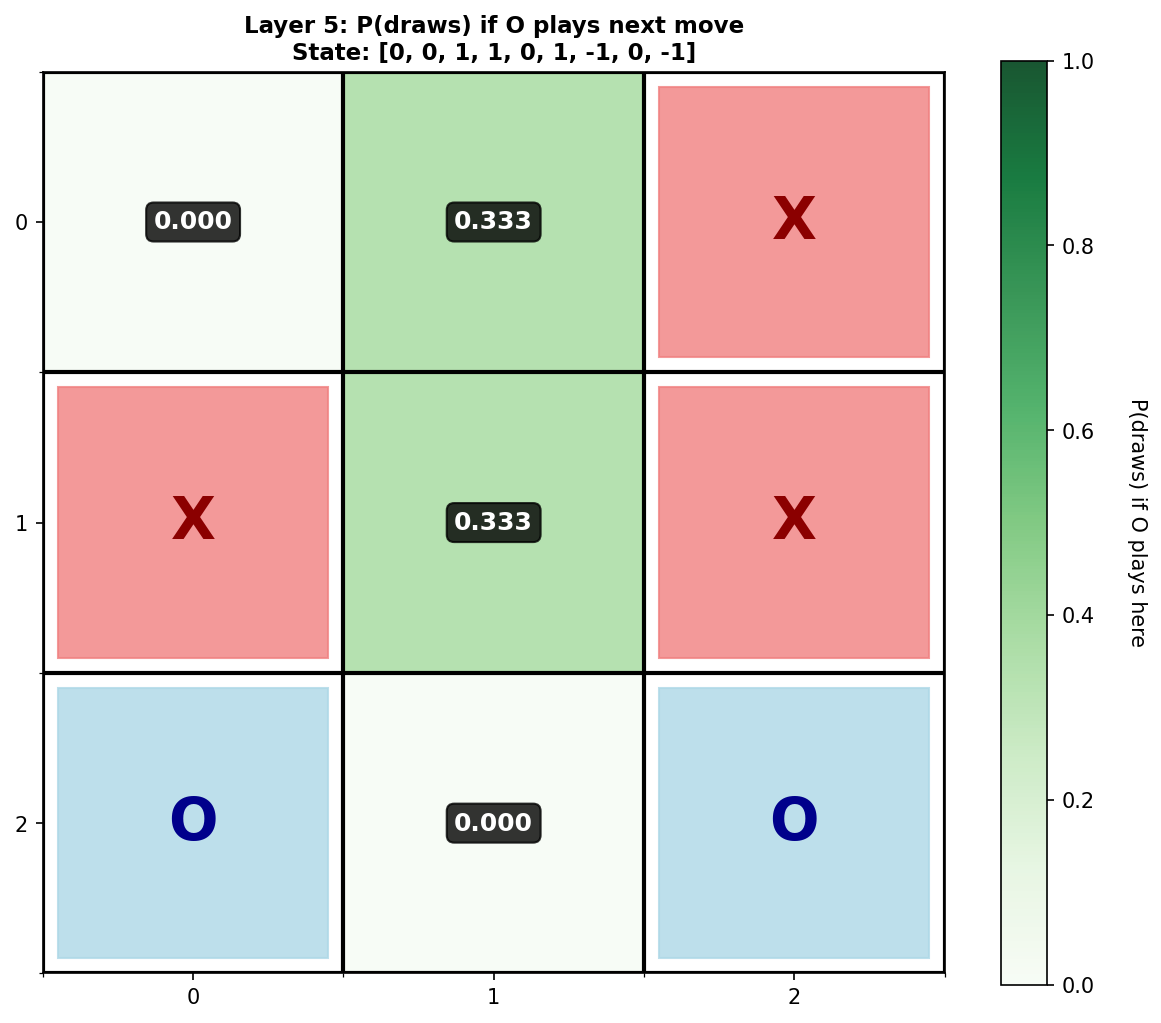 Layer 5: P(draws) if O plays next move
State: [0, 0, 1, 1, 0, 1, -1, 0, -1]
0.000
0.333
X
X
0.333
X
O
0.000
O
0
1
2
0
1
2
1.0
0.8
0.6
0.4
0.2
0.0
P(draws) if O plays here